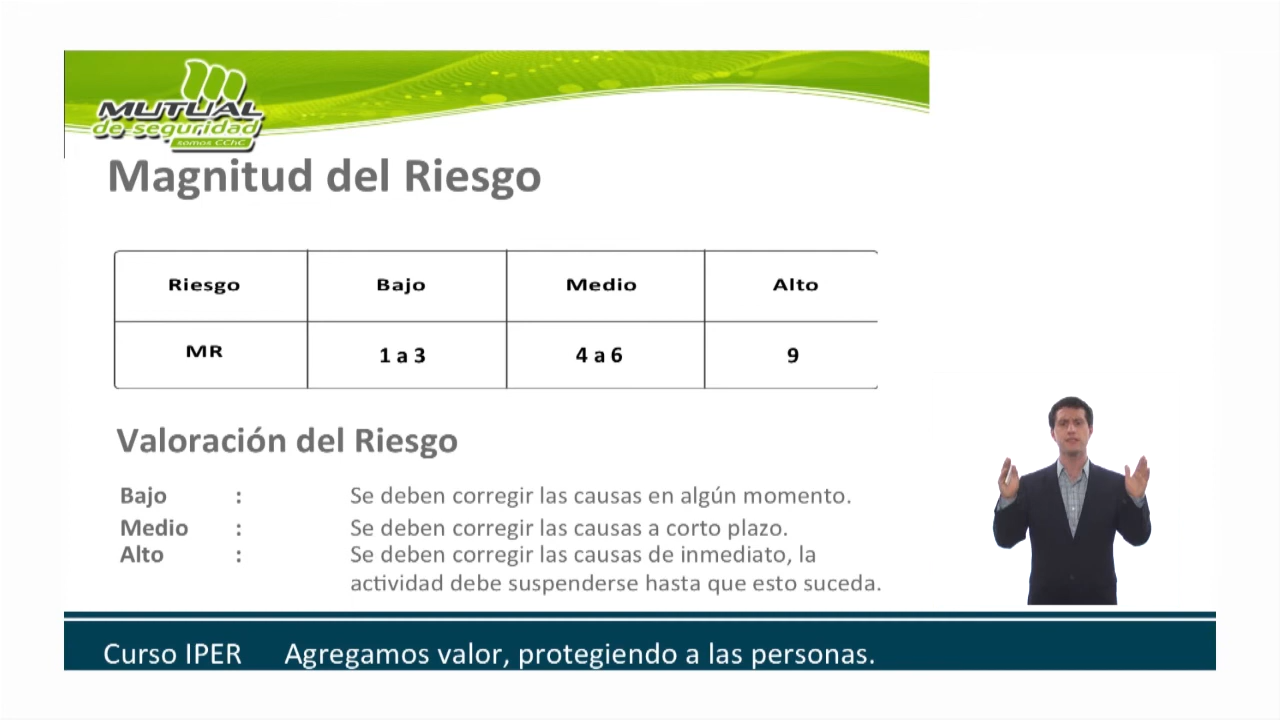 MUTUAL
de seguridad
somos CChC
Magnitud del Riesgo
Riesgo Bajo Medio Alto
MR 1 a 3 4 a 6 9
Valoración del Riesgo
Bajo : Se deben corregir las causas en algún momento.
Medio : Se deben corregir las causas a corto plazo.
Alto : Se deben corregir las causas de inmediato, la
actividad debe suspenderse hasta que esto suceda.
Curso IPER Agregamos valor, protegiendo a las personas.